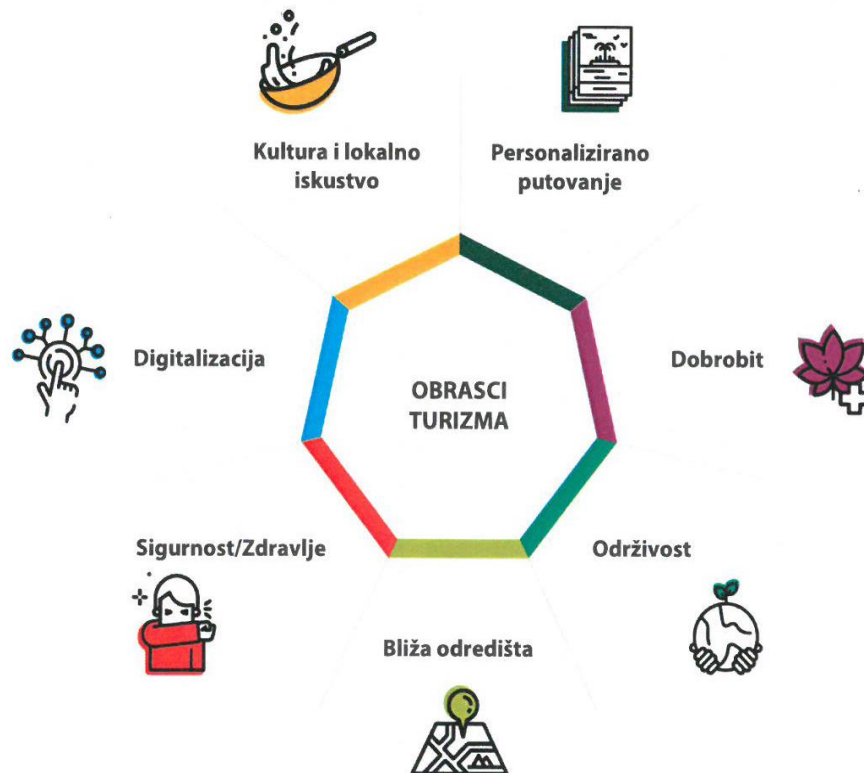 Kultura i lokalno
iskustvo
Personalizirano
putovanje
Digitalizacija
OBRASCI
TURIZMA
Dobrobit
Sigurnost/Zdravlje
Održivost
Bliža odredišta